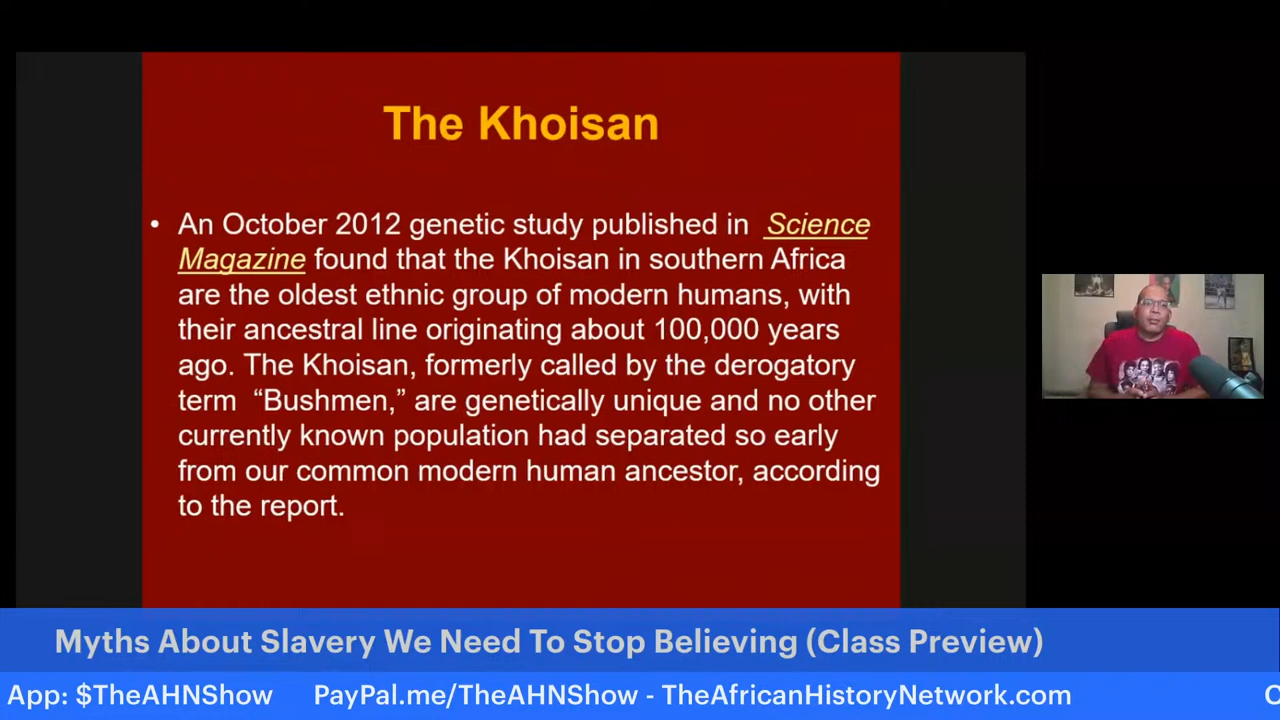 The Khoisan
• An October 2012 genetic study published in Science
Magazine found that the Khoisan in southern Africa
are the oldest ethnic group of modern humans, with
their ancestral line originating about 100,000 years
ago. The Khoisan, formerly called by the derogatory
term “Bushmen,” are genetically unique and no other
currently known population had separated so early
from our common modern human ancestor, according
to the report.
Myths About Slavery We Need To Stop Believing (Class Preview)
App: $TheAHNShow PayPal.me/TheAHNShow - TheAfricanHistoryNetwork.com C